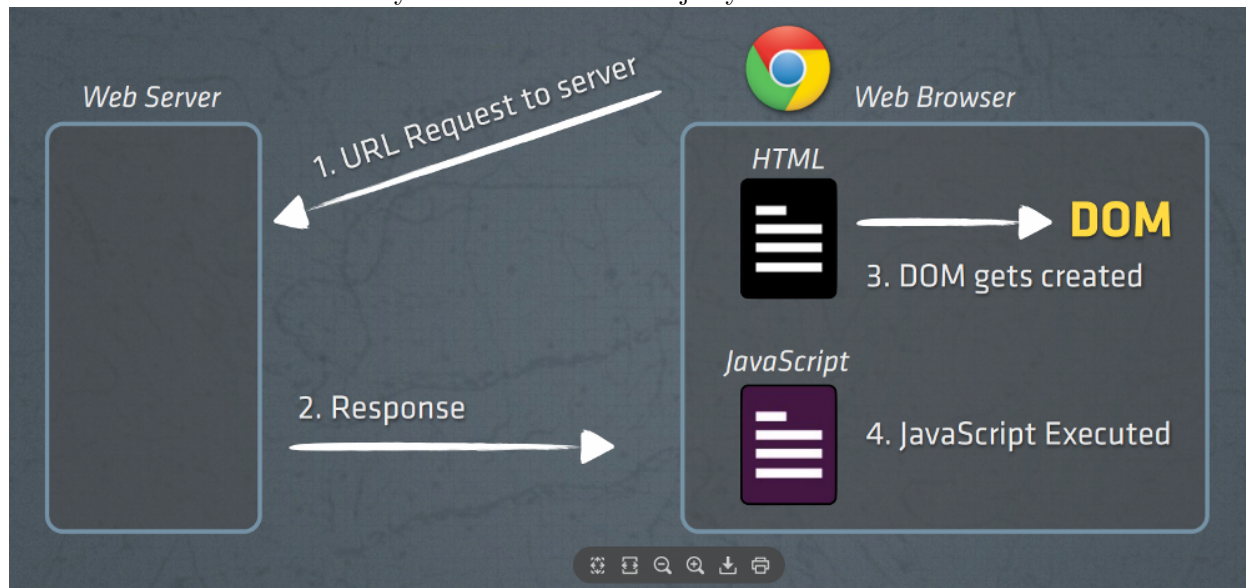 Web Server
1. URL Request to server
Web Browser
HTML
DOM
3. DOM gets created
JavaScript
2. Response
4. JavaScript Executed